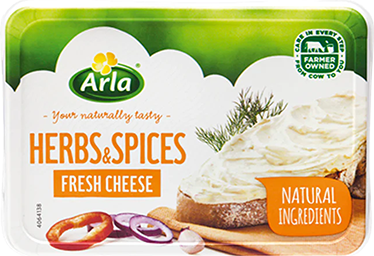 CARE IN EVERY STEP
FARMER
OWNED
FROM COW TO YOU
Arla
- Your naturally tasty -
HERBS&SPICES
FRESH CHEESE
NATURAL
INGREDIENTS
4064138